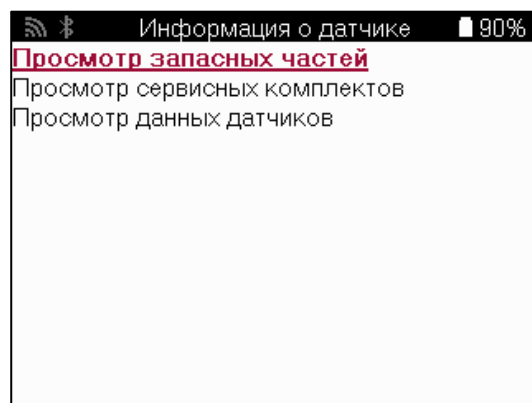 Информация о датчике 90%
Просмотр запасных частей
Просмотр сервисных комплектов
Просмотр данных датчиков